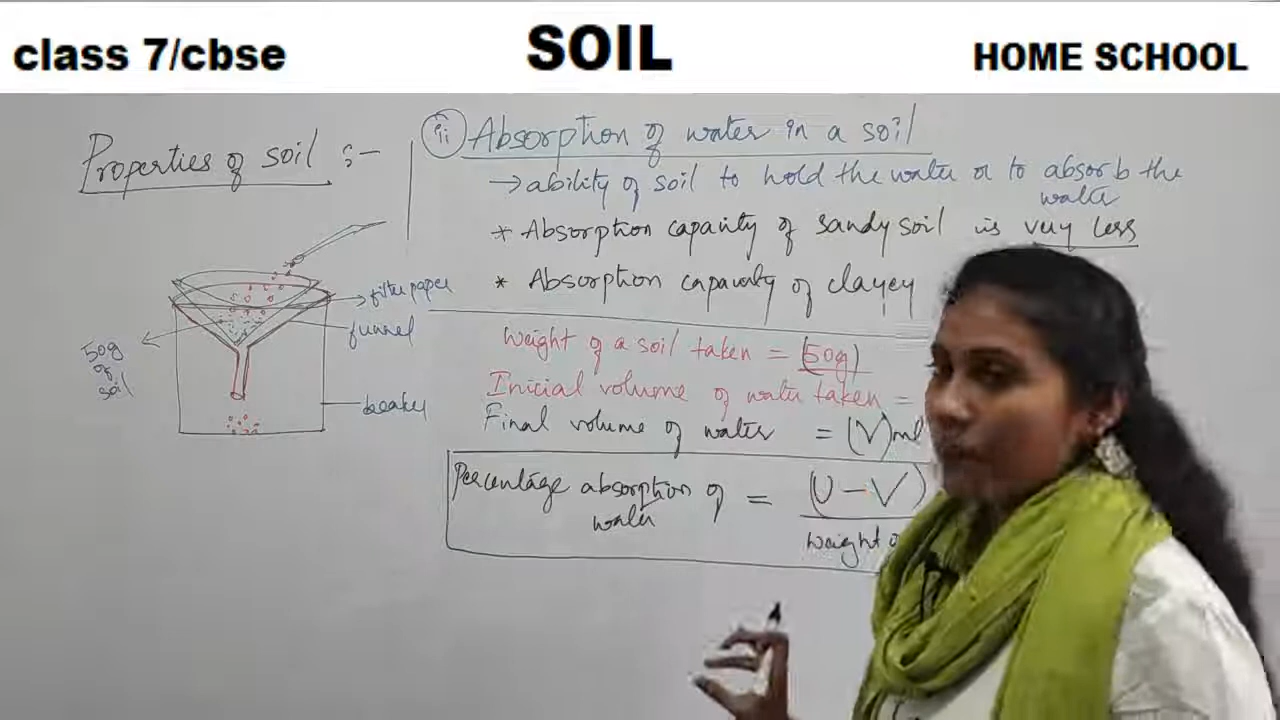 class 7/cbse
SOIL
HOME SCHOOL
Properties of soil :-
(ii) Absorption of water in a soil
→ ability of soil to hold the water or to absorb the
water
* Absorption capacity of sandy soil is very less
* Absorption capacity of clayey
filter paper
funnel
50g
of
soil
beaker
Weight of a soil taken = (50g)
Inicial volume of water taken =
Final volume of water = (V)ml
Percentage absorption of
water
= (U-V)
weight o